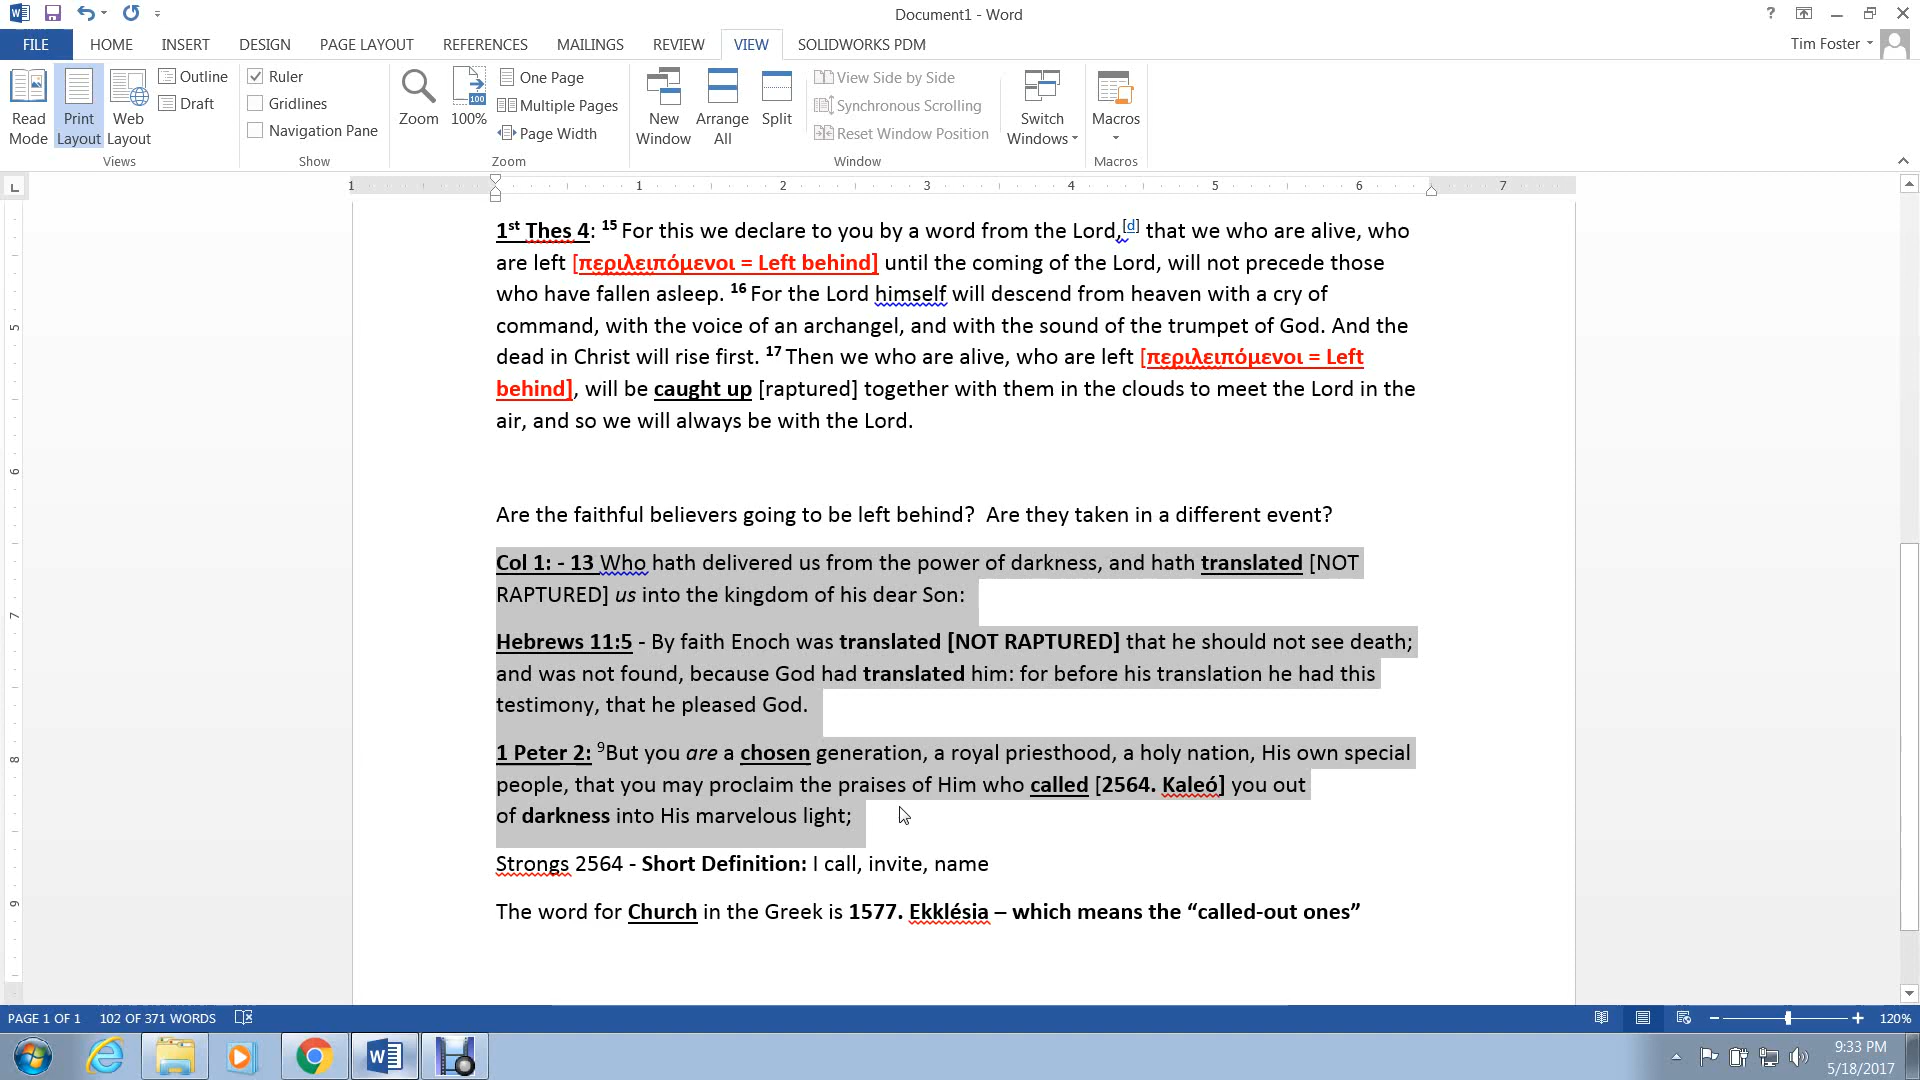 Document1 - Word
FILE HOME INSERT DESIGN PAGE LAYOUT REFERENCES MAILINGS REVIEW VIEW SOLIDWORKS PDM
Tim Foster
Read Mode
Print Layout
Web Layout
Outline
Draft
Views
Ruler
Gridlines
Navigation Pane
Show
Zoom
100
100%
One Page
Multiple Pages
Page Width
Zoom
New Window
Arrange All
Split
View Side by Side
Synchronous Scrolling
Reset Window Position
Window
Switch Windows
Macros
Macros
1 1 2 3 4 5 6 7
1st Thes 4: 15 For this we declare to you by a word from the Lord,[d] that we who are alive, who
are left [περιλειπόμενοι = Left behind] until the coming of the Lord, will not precede those
who have fallen asleep. 16 For the Lord himself will descend from heaven with a cry of
command, with the voice of an archangel, and with the sound of the trumpet of God. And the
dead in Christ will rise first. 17 Then we who are alive, who are left [περιλειπόμενοι = Left
behind], will be caught up [raptured] together with them in the clouds to meet the Lord in the
air, and so we will always be with the Lord.
Are the faithful believers going to be left behind?  Are they taken in a different event?
Col 1: - 13 Who hath delivered us from the power of darkness, and hath translated [NOT
RAPTURED] us into the kingdom of his dear Son:
Hebrews 11:5 - By faith Enoch was translated [NOT RAPTURED] that he should not see death;
and was not found, because God had translated him: for before his translation he had this
testimony, that he pleased God.
1 Peter 2: 9But you are a chosen generation, a royal priesthood, a holy nation, His own special
people, that you may proclaim the praises of Him who called [2564. Kaleó] you out
of darkness into His marvelous light;
Strongs 2564 - Short Definition: I call, invite, name
The word for Church in the Greek is 1577. Ekklésia – which means the “called-out ones”
5
6
7
8
9
PAGE 1 OF 1 102 OF 371 WORDS
120%
9:33 PM
5/18/2017